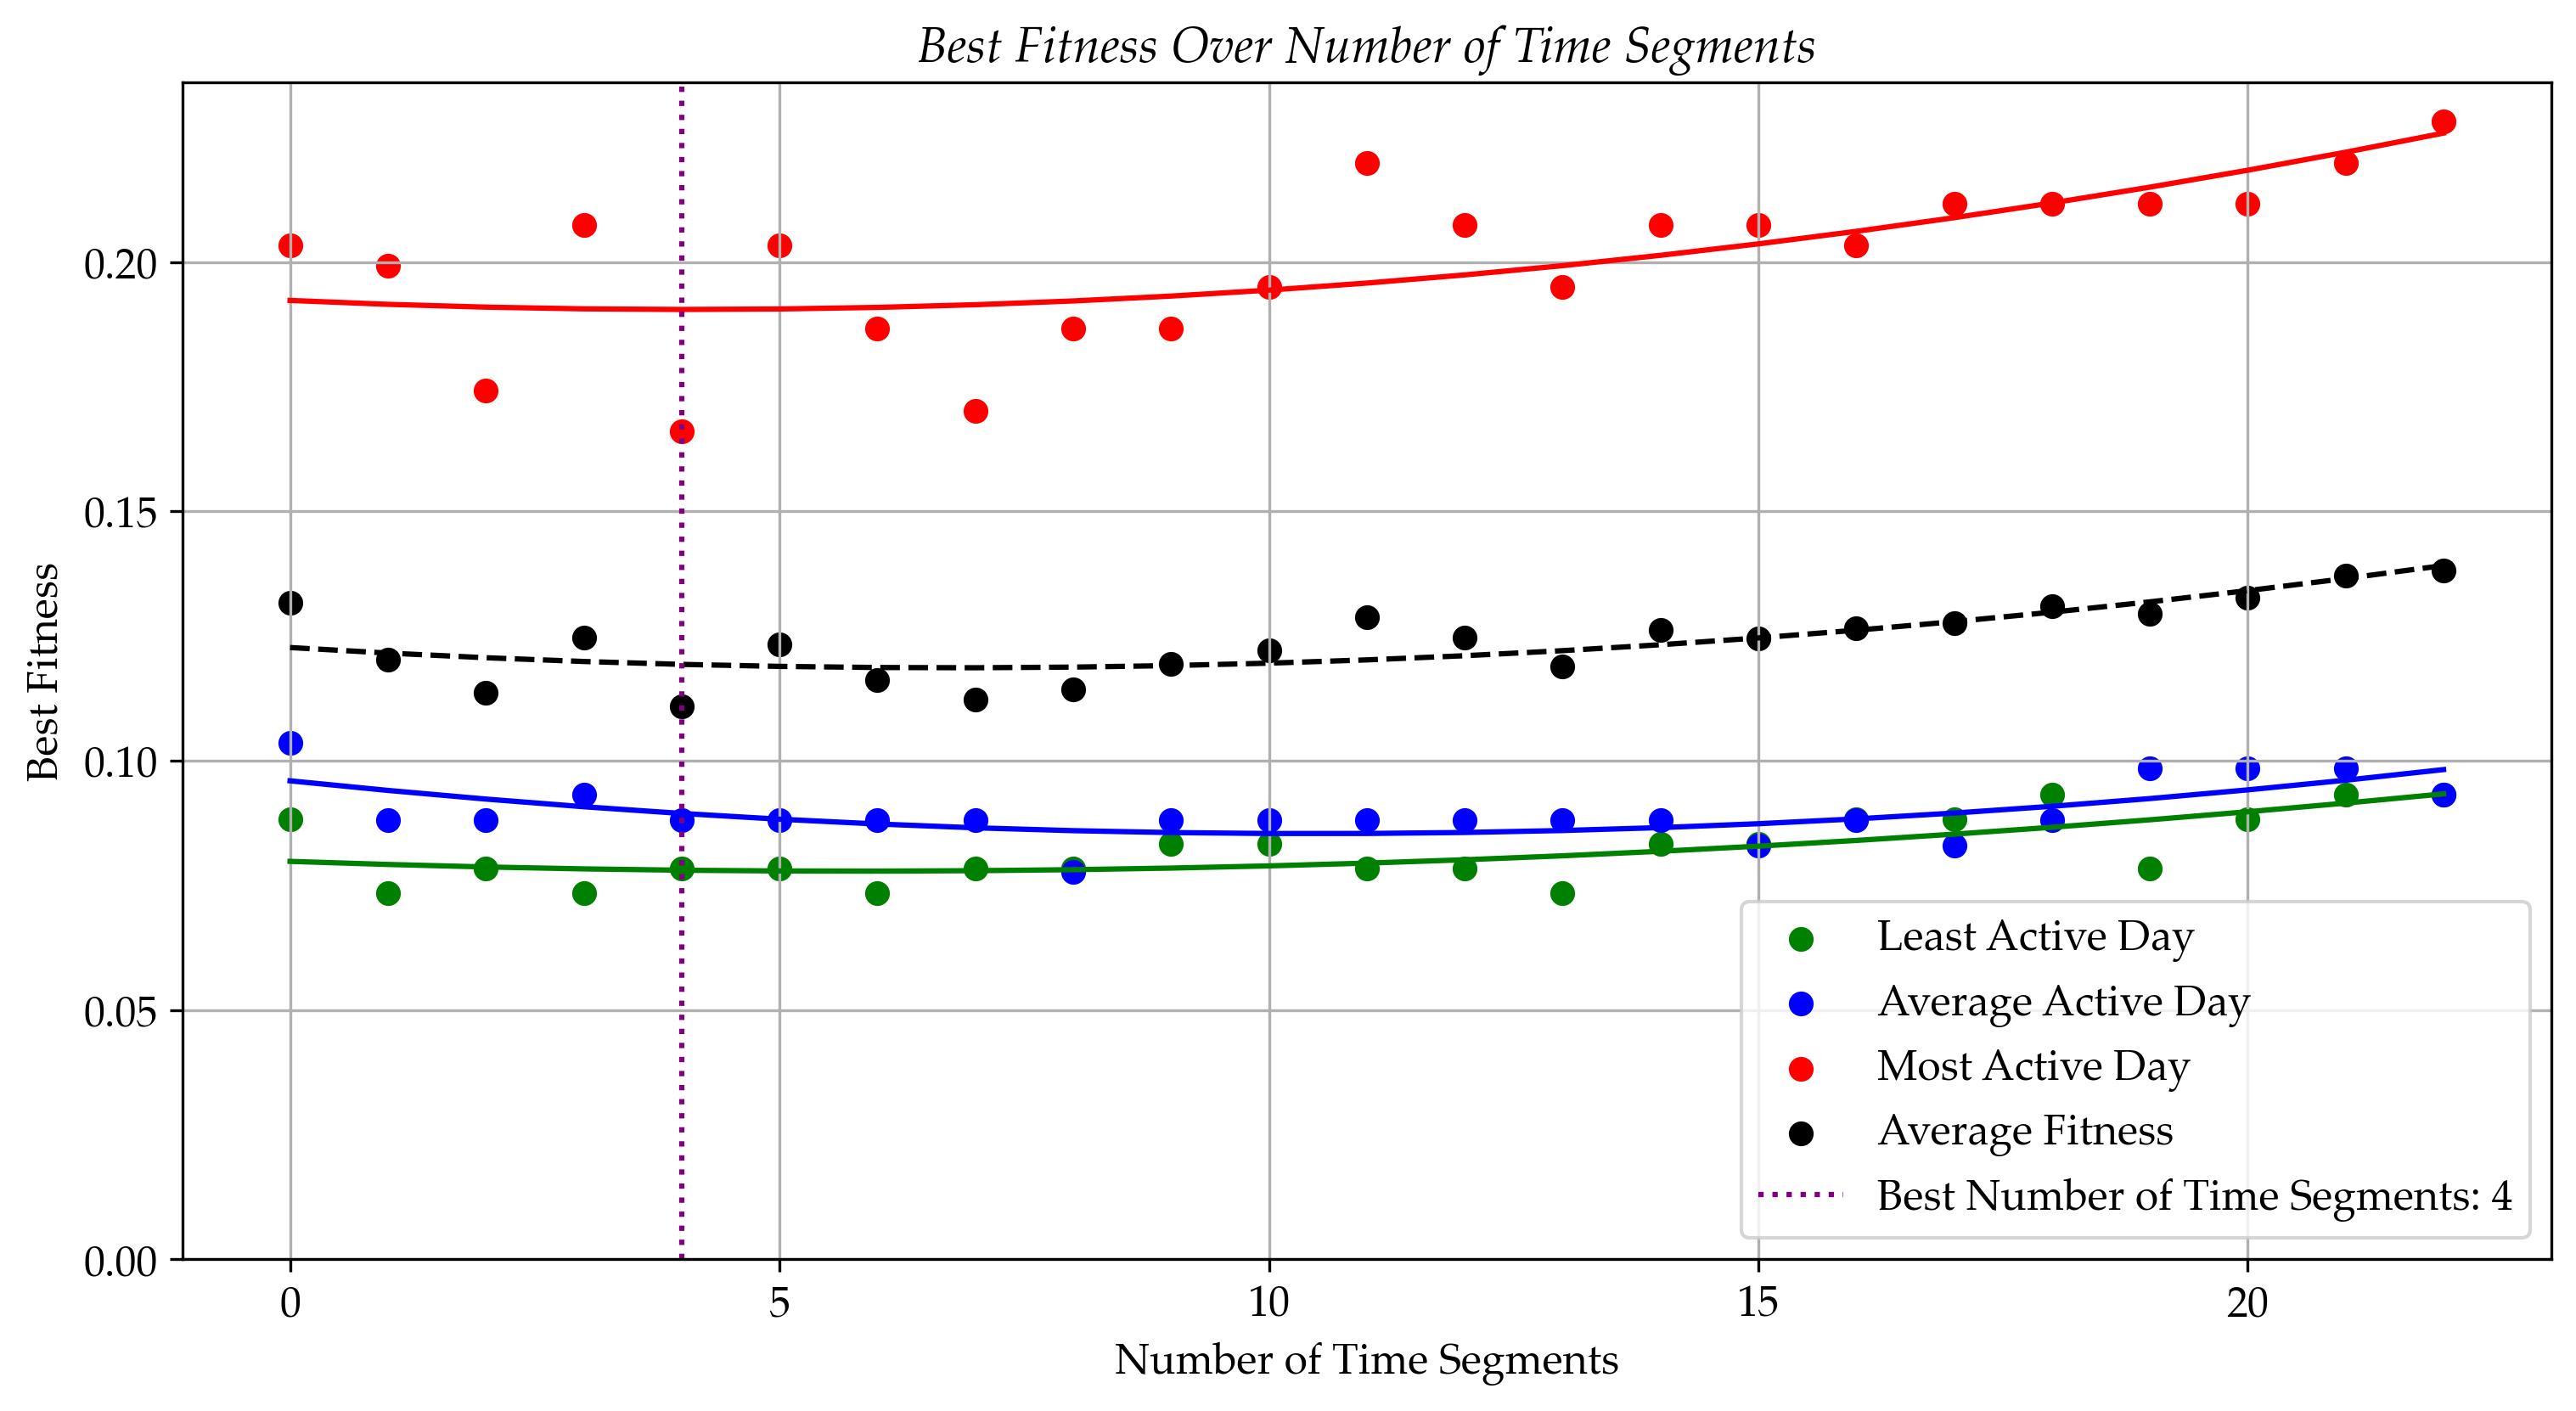 Best Fitness Over Number of Time Segments
Best Fitness
0.20
0.15
0.10
0.05
0.00
0 5 10 15 20
Number of Time Segments
Least Active Day
Average Active Day
Most Active Day
Average Fitness
Best Number of Time Segments: 4